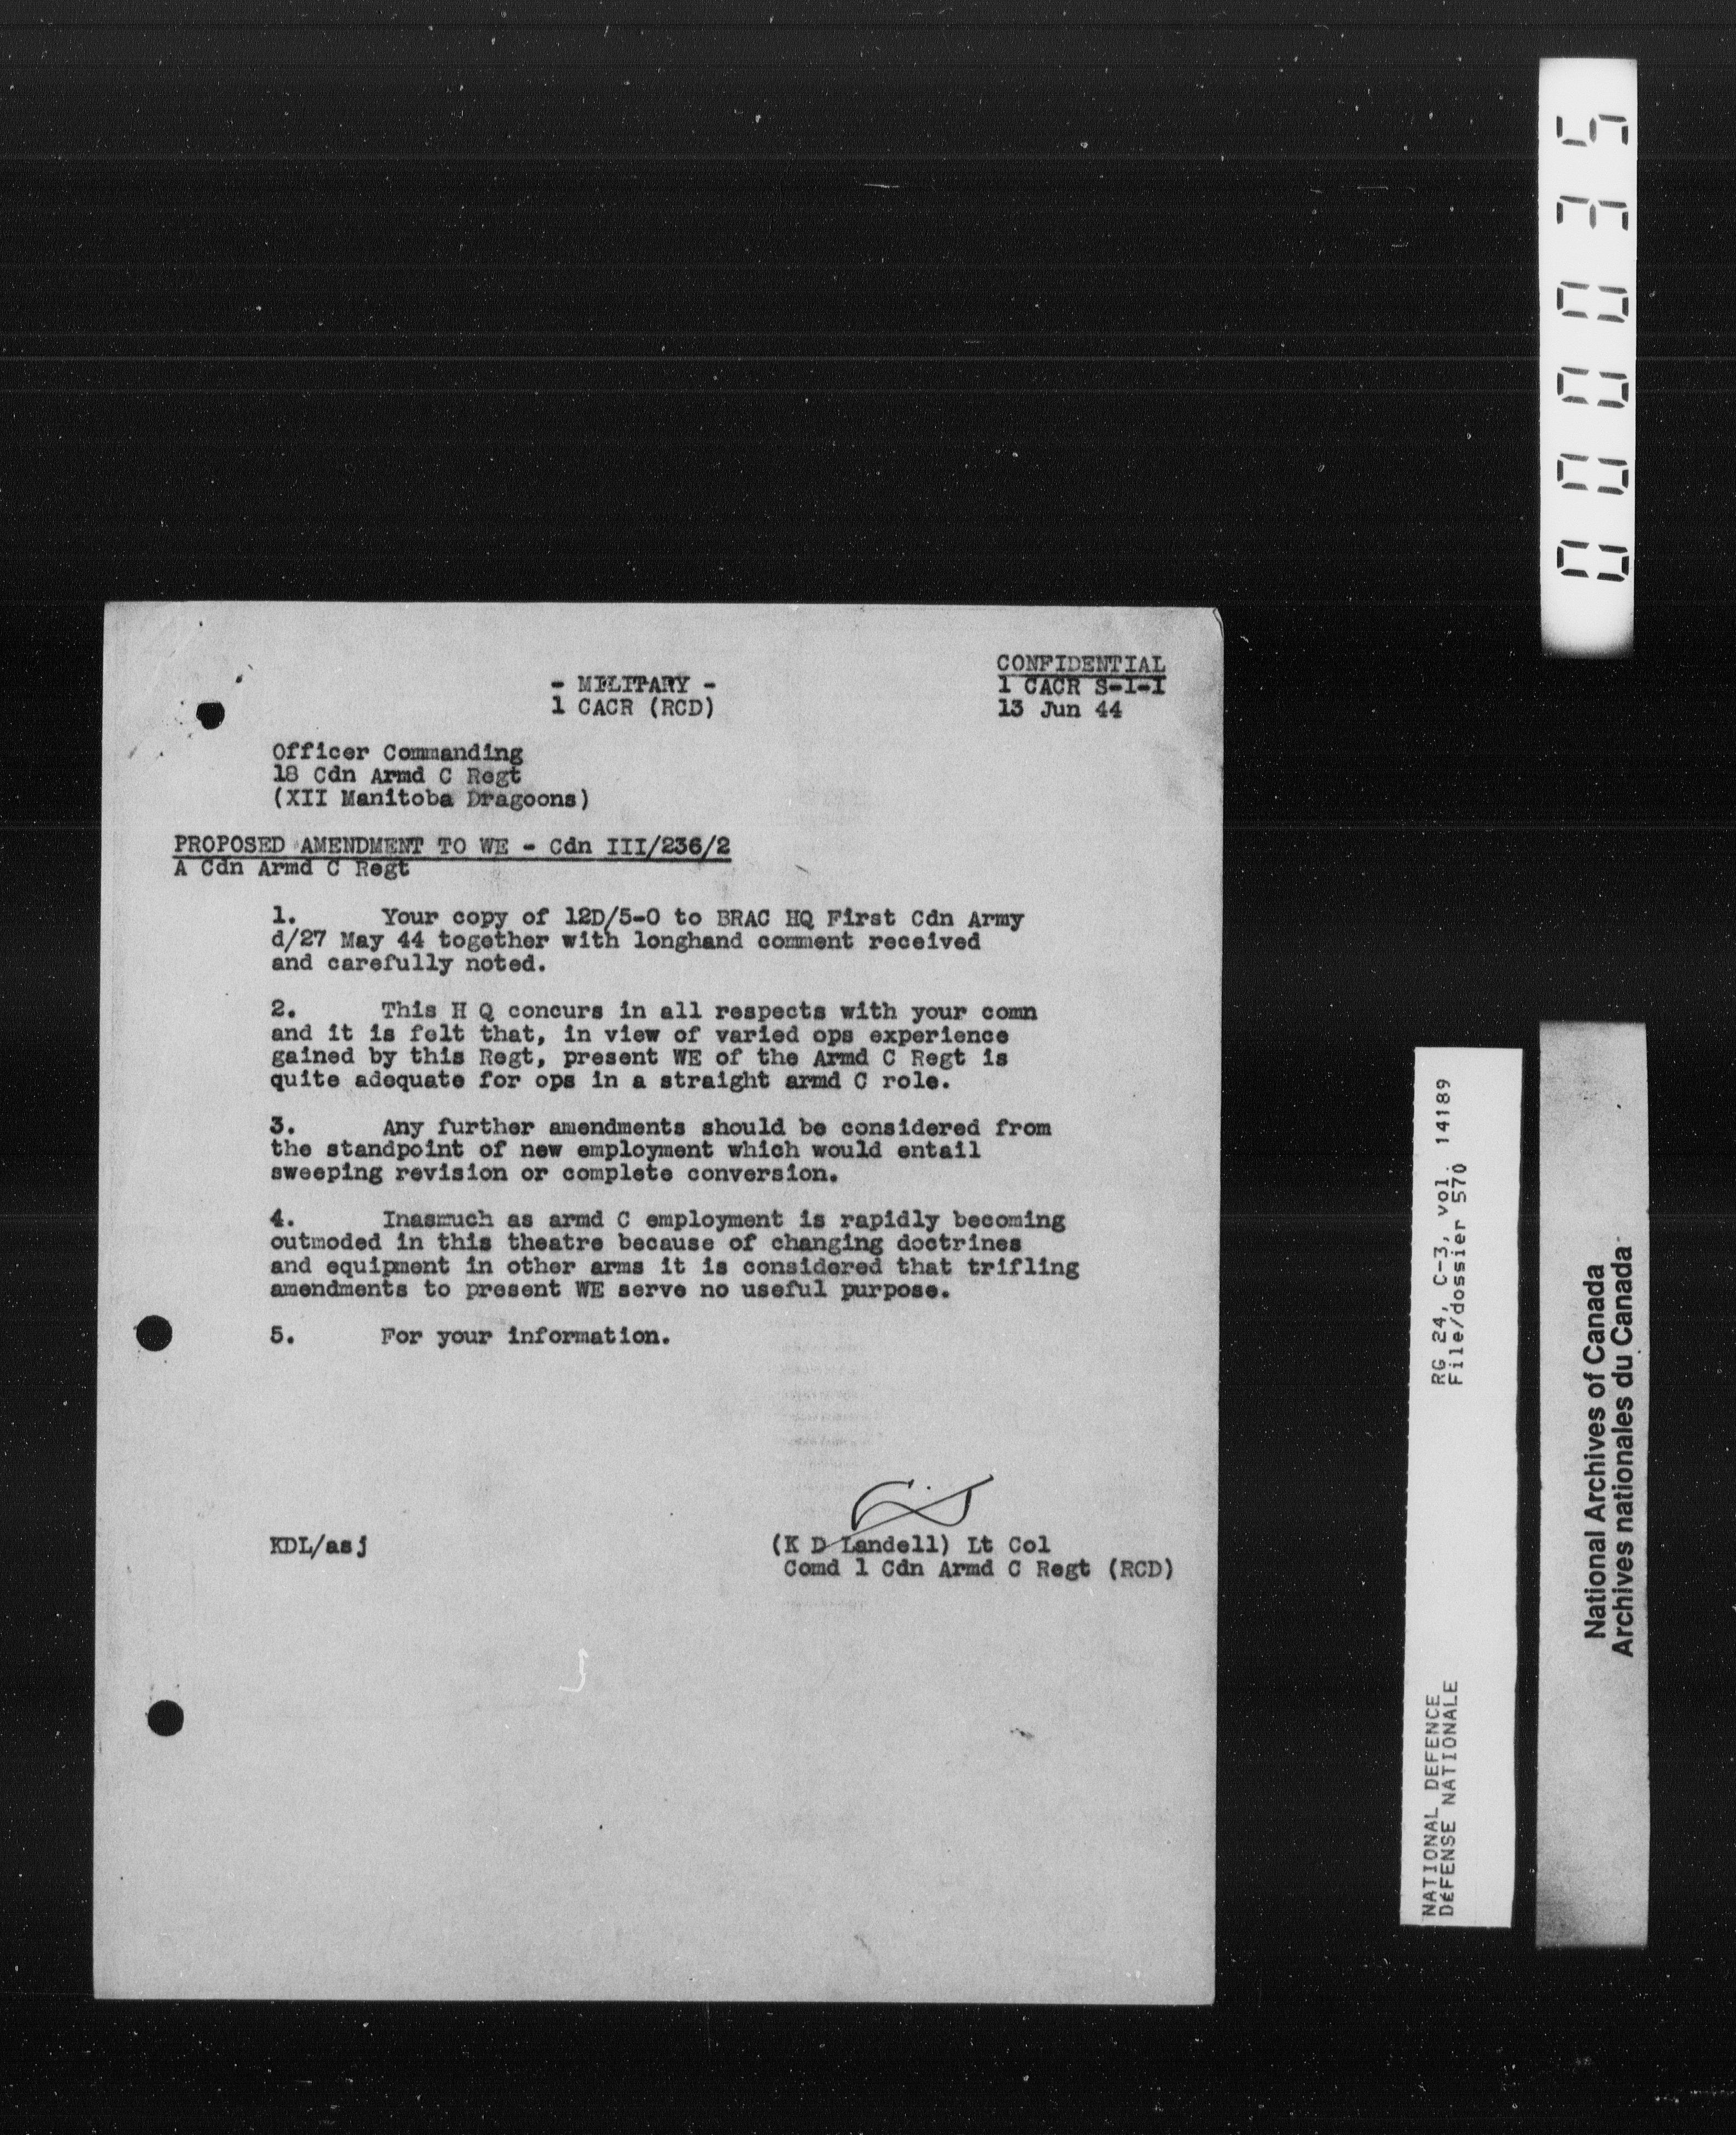 CONFIDENTIAL
- MILITARY -
1 CACR S-1-1
1 CACR (RCD)
13 Jun 44
Officer Commanding
18 Cdn Armd C Regt
(XII Manitoba Dragoons)
PROPOSED AMENDMENT TO WE - Cdn III/236/2
A Cdn Armd C Regt
1. Your copy of 12D/5-0 to BRAC HQ First Cdn Army
d/27 May 44 together with longhand comment received
and carefully noted.
2. This H Q concurs in all respects with your comn
and it is felt that, in view of varied ops experience
gained by this Regt, present WE of the Armd C Regt is
quite adequate for ops in a straight armd C role.
3. Any further amendments should be considered from
the standpoint of new employment which would entail
sweeping revision or complete conversion.
4. Inasmuch as armd C employment is rapidly becoming
outmoded in this theatre because of changing doctrines
and equipment in other arms it is considered that trifling
amendments to present WE serve no useful purpose.
5. For your information.
KDL/asj
(K D Landell) Lt Col
Comd 1 Cdn Armd C Regt (RCD)
000035
RG 24, C-3, vol. 14189
File/dossier 570
NATIONAL DEFENCE
DÉFENSE NATIONALE
National Archives of Canada
Archives nationales du Canada